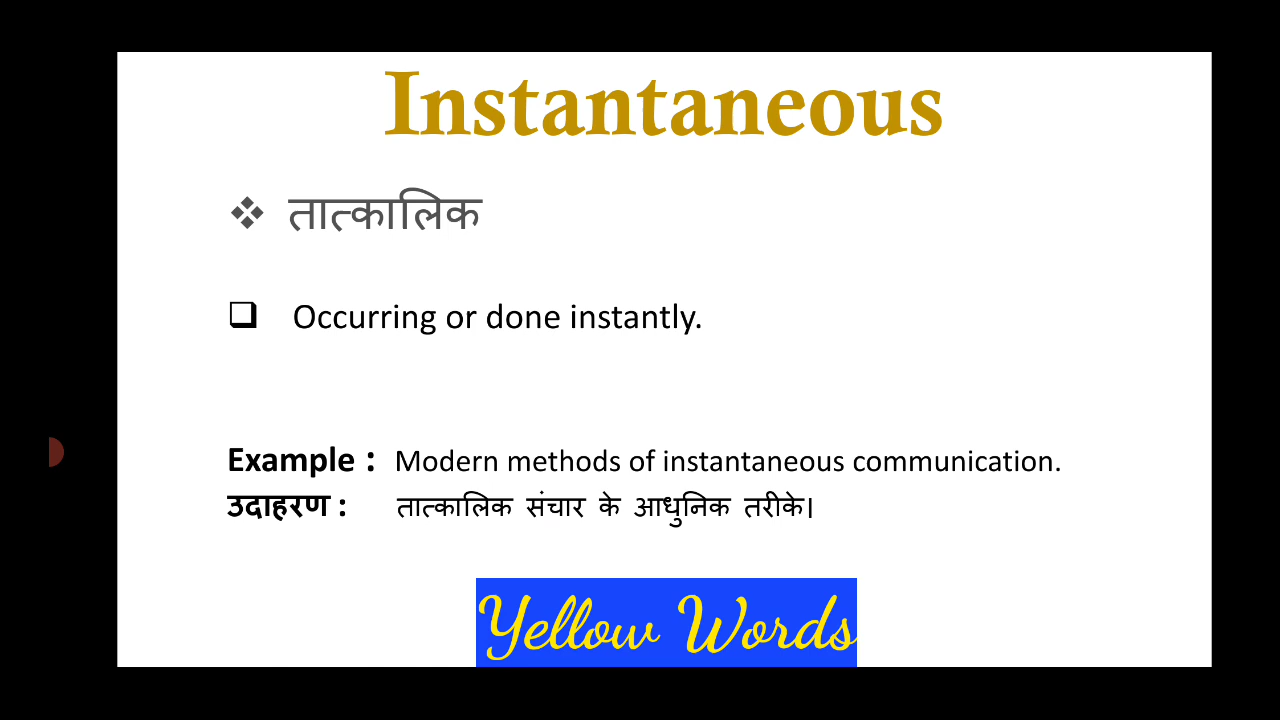 Instantaneous
तात्कालिक
Occurring or done instantly.
Example : Modern methods of instantaneous communication.
उदाहरण : तात्कालिक संचार के आधुनिक तरीके।
Yellow Words